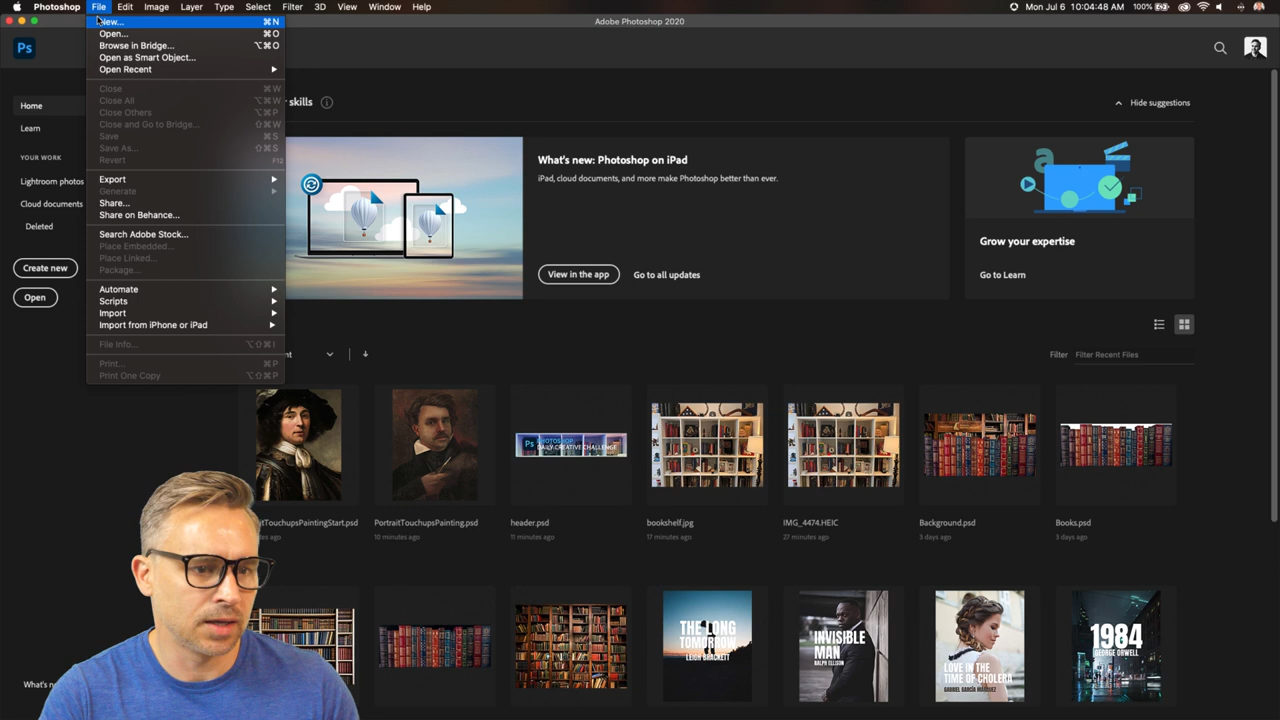 Photoshop File Edit Image Layer Type Select Filter 3D View Window Help
Mon Jul 6 10:04:48 AM 100%
Adobe Photoshop 2020
Ps
New... ⌘N
Open... ⌘O
Browse in Bridge... ⌥⌘O
Open as Smart Object...
Open Recent
Close ⌘W
Close All ⌥⌘W
Close Others ⌥⌘P
Close and Go to Bridge... ⇧⌘W
Save ⌘S
Save As... ⇧⌘S
Revert F12
Export
Generate
Share...
Share on Behance...
Search Adobe Stock...
Place Embedded...
Place Linked...
Package...
Automate
Scripts
Import
Import from iPhone or iPad
File Info... ⌥⇧⌘I
Print... ⌘P
Print One Copy ⌥⇧⌘P
Home
Learn
YOUR WORK
Lightroom photos
Cloud documents
Deleted
Create new
Open
What's
skills
Hide suggestions
What's new: Photoshop on iPad
iPad, cloud documents, and more make Photoshop better than ever.
View in the app
Go to all updates
Grow your expertise
Go to Learn
Filter Filter Recent Files
Ps PHOTOSHOP
DAILY CREATIVE CHALLENGE
TouchupsPaintingStart.psd
ago
PortraitTouchupsPainting.psd
10 minutes ago
header.psd
11 minutes ago
bookshelf.jpg
17 minutes ago
IMG_4474.HEIC
27 minutes ago
Background.psd
3 days ago
Books.psd
3 days ago
THE LONG
TOMORROW
LEIGH BRACKETT
INVISIBLE
MAN
RALPH ELLISON
LOVE IN THE
TIME OF CHOLERA
GABRIEL GARCÍA MÁRQUEZ
1984
GEORGE ORWELL